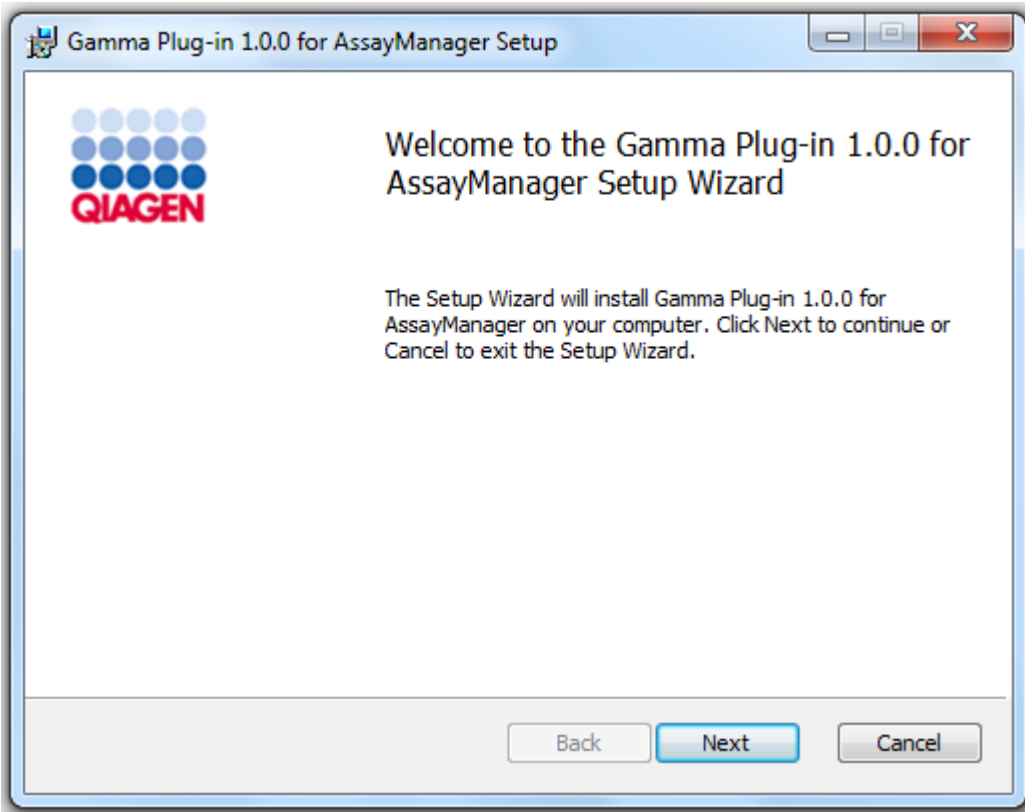 Gamma Plug-in 1.0.0 for AssayManager Setup
QIAGEN
Welcome to the Gamma Plug-in 1.0.0 for
AssayManager Setup Wizard
The Setup Wizard will install Gamma Plug-in 1.0.0 for
AssayManager on your computer. Click Next to continue or
Cancel to exit the Setup Wizard.
Back
Next
Cancel